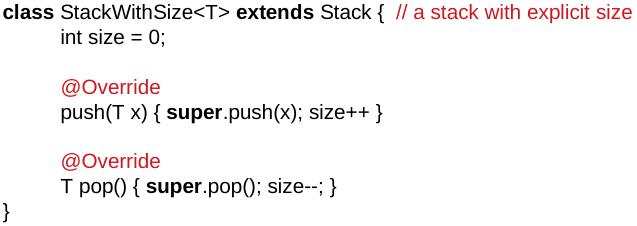 class StackWithSize<T> extends Stack {  // a stack with explicit size
int size = 0;
@Override
push(T x) { super.push(x); size++ }
@Override
T pop() { super.pop(); size--; }
}